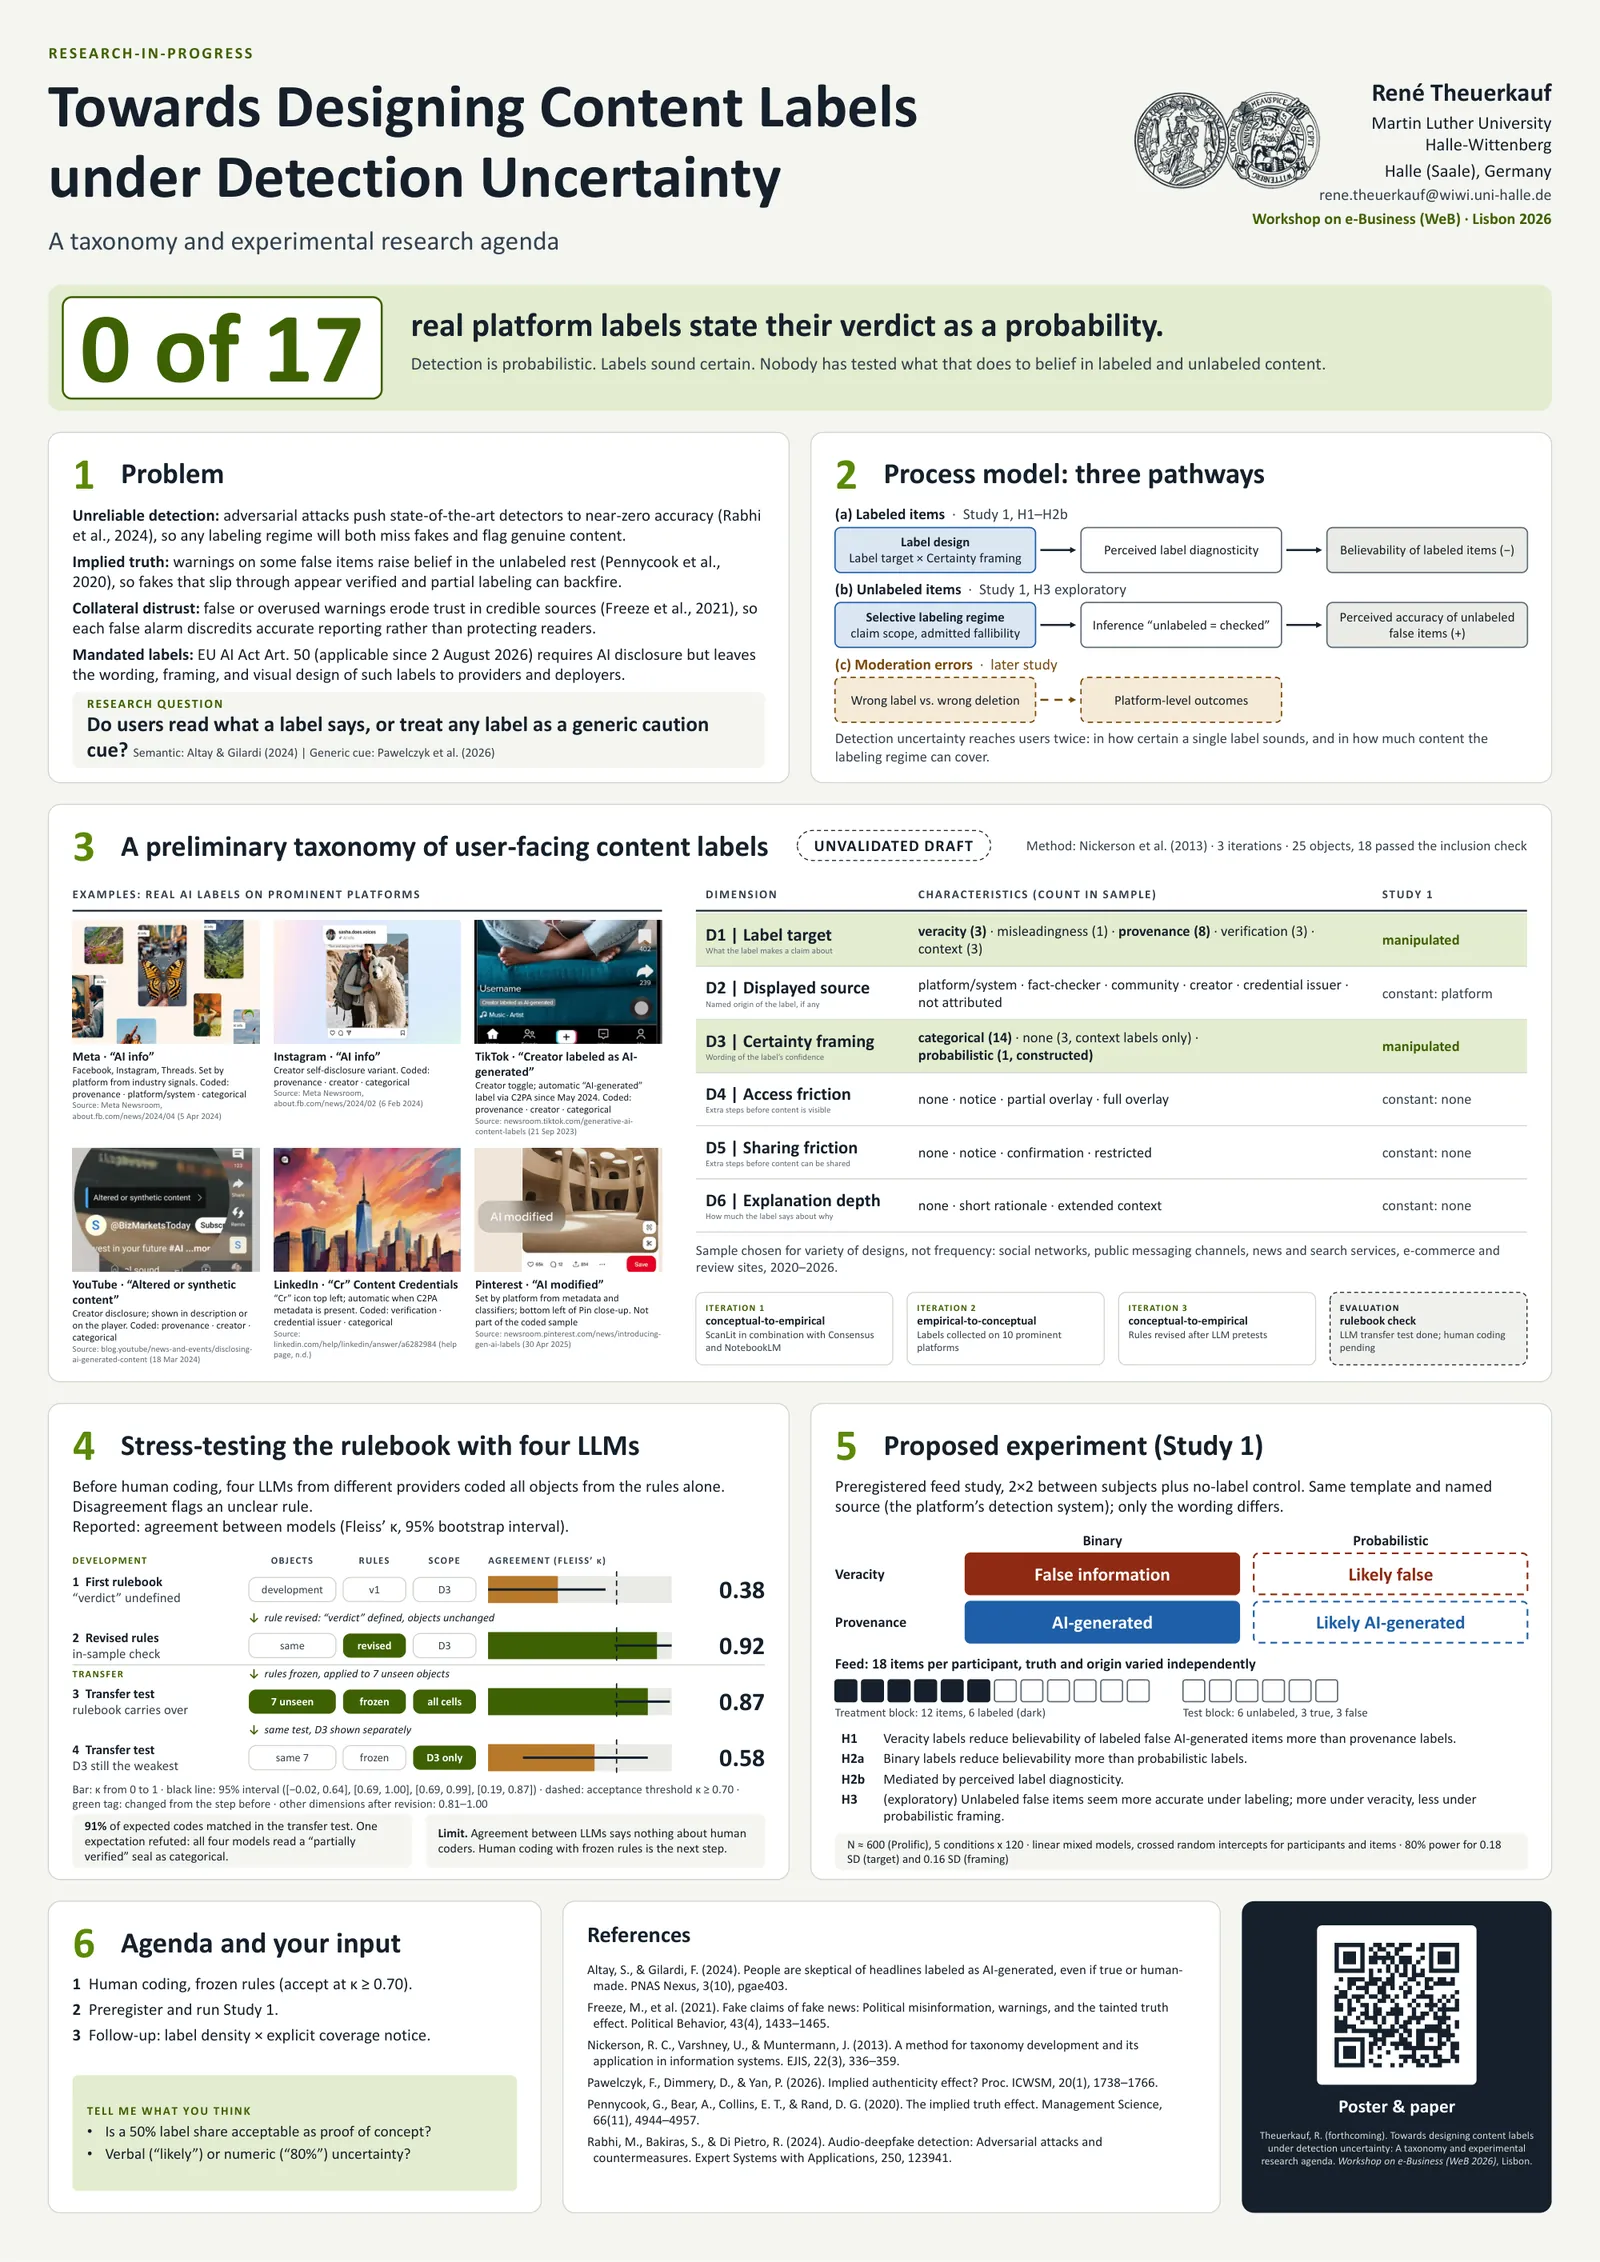 RESEARCH-IN-PROGRESS
Towards Designing Content Labels
under Detection Uncertainty
A taxonomy and experimental research agenda
René Theuerkauf
Martin Luther University
Halle-Wittenberg
Halle (Saale), Germany
rene.theuerkauf@wiwi.uni-halle.de
Workshop on e-Business (WeB) · Lisbon 2026
0 of 17
real platform labels state their verdict as a probability.
Detection is probabilistic. Labels sound certain. Nobody has tested what that does to belief in labeled and unlabeled content.
1 Problem
Unreliable detection: adversarial attacks push state-of-the-art detectors to near-zero accuracy (Rabhi
et al., 2024), so any labeling regime will both miss fakes and flag genuine content.
Implied truth: warnings on some false items raise belief in the unlabeled rest (Pennycook et al.,
2020), so fakes that slip through appear verified and partial labeling can backfire.
Collateral distrust: false or overused warnings erode trust in credible sources (Freeze et al., 2021), so
each false alarm discredits accurate reporting rather than protecting readers.
Mandated labels: EU AI Act Art. 50 (applicable since 2 August 2026) requires AI disclosure but leaves
the wording, framing, and visual design of such labels to providers and deployers.
RESEARCH QUESTION
Do users read what a label says, or treat any label as a generic caution
cue? Semantic: Altay & Gilardi (2024) | Generic cue: Pawelczyk et al. (2026)
2 Process model: three pathways
(a) Labeled items · Study 1, H1–H2b
Label design
Label target × Certainty framing
Perceived label diagnosticity
Believability of labeled items (−)
(b) Unlabeled items · Study 1, H3 exploratory
Selective labeling regime
claim scope, admitted fallibility
Inference “unlabeled = checked”
Perceived accuracy of unlabeled
false items (+)
(c) Moderation errors · later study
Wrong label vs. wrong deletion
Platform-level outcomes
Detection uncertainty reaches users twice: in how certain a single label sounds, and in how much content the
labeling regime can cover.
3 A preliminary taxonomy of user-facing content labels
UNVALIDATED DRAFT
Method: Nickerson et al. (2013) · 3 iterations · 25 objects, 18 passed the inclusion check
EXAMPLES: REAL AI LABELS ON PROMINENT PLATFORMS
sasha.does.voices
402
239
Username
Creator labeled as AI-generated
Music - Artist
Meta · “AI info”
Facebook, Instagram, Threads. Set by
platform from industry signals. Coded:
provenance · platform/system · categorical
Source: Meta Newsroom,
about.fb.com/news/2024/04 (5 Apr 2024)
Instagram · “AI info”
Creator self-disclosure variant. Coded:
provenance · creator · categorical
Source: Meta Newsroom,
about.fb.com/news/2024/02 (6 Feb 2024)
TikTok · “Creator labeled as AI-
generated”
Creator toggle; automatic “AI-generated”
label via C2PA since May 2024. Coded:
provenance · creator · categorical
Source: newsroom.tiktok.com/generative-ai-
content-labels (21 Sep 2023)
123
Share
Remix
Altered or synthetic content
S @BizMarketsToday Subsc
vest in your future #AI ...mor
sound
AI modified
Save
YouTube · “Altered or synthetic
content”
Creator disclosure; shown in description or
on the player. Coded: provenance · creator ·
categorical
Source: blog.youtube/news-and-events/disclosing-
ai-generated-content (18 Mar 2024)
LinkedIn · “Cr” Content Credentials
“Cr” icon top left; automatic when C2PA
metadata is present. Coded: verification ·
credential issuer · categorical
Source:
linkedin.com/help/linkedin/answer/a6282984 (help
page, n.d.)
Pinterest · “AI modified”
Set by platform from metadata and
classifiers; bottom left of Pin close-up. Not
part of the coded sample
Source: newsroom.pinterest.com/news/introducing-
gen-ai-labels (30 Apr 2025)
DIMENSION CHARACTERISTICS (COUNT IN SAMPLE) STUDY 1
D1 | Label target
What the label makes a claim about
veracity (3) · misleadingness (1) · provenance (8) · verification (3) ·
context (3)
manipulated
D2 | Displayed source
Named origin of the label, if any
platform/system · fact-checker · community · creator · credential issuer ·
not attributed
constant: platform
D3 | Certainty framing
Wording of the label's confidence
categorical (14) · none (3, context labels only) ·
probabilistic (1, constructed)
manipulated
D4 | Access friction
Extra steps before content is visible
none · notice · partial overlay · full overlay
constant: none
D5 | Sharing friction
Extra steps before content can be shared
none · notice · confirmation · restricted
constant: none
D6 | Explanation depth
How much the label says about why
none · short rationale · extended context
constant: none
Sample chosen for variety of designs, not frequency: social networks, public messaging channels, news and search services, e-commerce and
review sites, 2020–2026.
ITERATION 1
conceptual-to-empirical
ScanLit in combination with Consensus
and NotebookLM
ITERATION 2
empirical-to-conceptual
Labels collected on 10 prominent
platforms
ITERATION 3
conceptual-to-empirical
Rules revised after LLM pretests
EVALUATION
rulebook check
LLM transfer test done; human coding
pending
4 Stress-testing the rulebook with four LLMs
Before human coding, four LLMs from different providers coded all objects from the rules alone.
Disagreement flags an unclear rule.
Reported: agreement between models (Fleiss’ κ, 95% bootstrap interval).
DEVELOPMENT OBJECTS RULES SCOPE AGREEMENT (FLEISS’ κ)
1 First rulebook
“verdict” undefined
development v1 D3 0.38
↓ rule revised: “verdict” defined, objects unchanged
2 Revised rules
in-sample check
same revised D3 0.92
TRANSFER
↓ rules frozen, applied to 7 unseen objects
3 Transfer test
rulebook carries over
7 unseen frozen all cells 0.87
↓ same test, D3 shown separately
4 Transfer test
D3 still the weakest
same 7 frozen D3 only 0.58
Bar: κ from 0 to 1 · black line: 95% interval ([−0.02, 0.64], [0.69, 1.00], [0.69, 0.99], [0.19, 0.87]) · dashed: acceptance threshold κ ≥ 0.70 ·
green tag: changed from the step before · other dimensions after revision: 0.81–1.00
91% of expected codes matched in the transfer test. One
expectation refuted: all four models read a “partially
verified” seal as categorical.
Limit. Agreement between LLMs says nothing about human
coders. Human coding with frozen rules is the next step.
5 Proposed experiment (Study 1)
Preregistered feed study, 2×2 between subjects plus no-label control. Same template and named
source (the platform’s detection system); only the wording differs.
Binary Probabilistic
Veracity False information Likely false
Provenance AI-generated Likely AI-generated
Feed: 18 items per participant, truth and origin varied independently
Treatment block: 12 items, 6 labeled (dark)
Test block: 6 unlabeled, 3 true, 3 false
H1 Veracity labels reduce believability of labeled false AI-generated items more than provenance labels.
H2a Binary labels reduce believability more than probabilistic labels.
H2b Mediated by perceived label diagnosticity.
H3 (exploratory) Unlabeled false items seem more accurate under labeling; more under veracity, less under
probabilistic framing.
N ≈ 600 (Prolific), 5 conditions x 120 · linear mixed models, crossed random intercepts for participants and items · 80% power for 0.18
SD (target) and 0.16 SD (framing)
6 Agenda and your input
1 Human coding, frozen rules (accept at κ ≥ 0.70).
2 Preregister and run Study 1.
3 Follow-up: label density × explicit coverage notice.
TELL ME WHAT YOU THINK
• Is a 50% label share acceptable as proof of concept?
• Verbal (“likely”) or numeric (“80%”) uncertainty?
References
Altay, S., & Gilardi, F. (2024). People are skeptical of headlines labeled as AI-generated, even if true or human-
made. PNAS Nexus, 3(10), pgae403.
Freeze, M., et al. (2021). Fake claims of fake news: Political misinformation, warnings, and the tainted truth
effect. Political Behavior, 43(4), 1433–1465.
Nickerson, R. C., Varshney, U., & Muntermann, J. (2013). A method for taxonomy development and its
application in information systems. EJIS, 22(3), 336–359.
Pawelczyk, F., Dimmery, D., & Yan, P. (2026). Implied authenticity effect? Proc. ICWSM, 20(1), 1738–1766.
Pennycook, G., Bear, A., Collins, E. T., & Rand, D. G. (2020). The implied truth effect. Management Science,
66(11), 4944–4957.
Rabhi, M., Bakiras, S., & Di Pietro, R. (2024). Audio-deepfake detection: Adversarial attacks and
countermeasures. Expert Systems with Applications, 250, 123941.
Poster & paper
Theuerkauf, R. (forthcoming). Towards designing content labels
under detection uncertainty: A taxonomy and experimental
research agenda. Workshop on e-Business (WeB 2026), Lisbon.